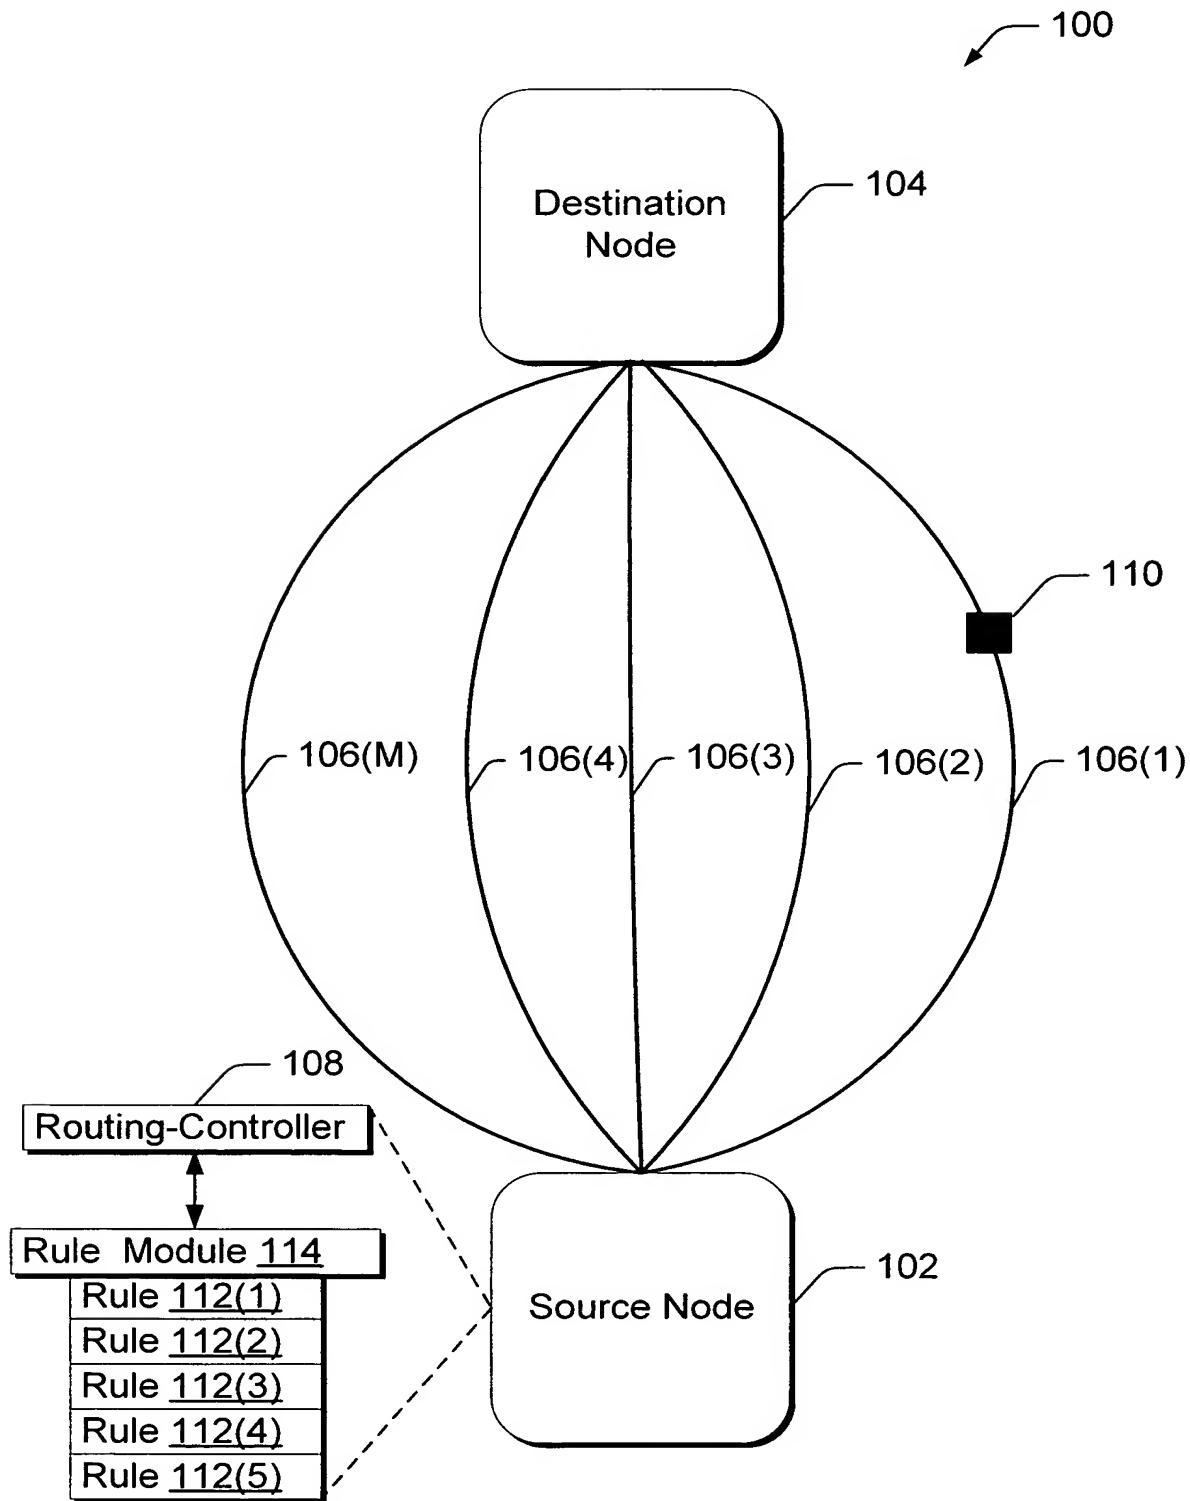 100
Destination
Node
104
110
106(M)
106(4)
106(3)
106(2)
106(1)
108
Routing-Controller
Rule Module 114
Rule 112(1)
Rule 112(2)
Rule 112(3)
Rule 112(4)
Rule 112(5)
Source Node
102